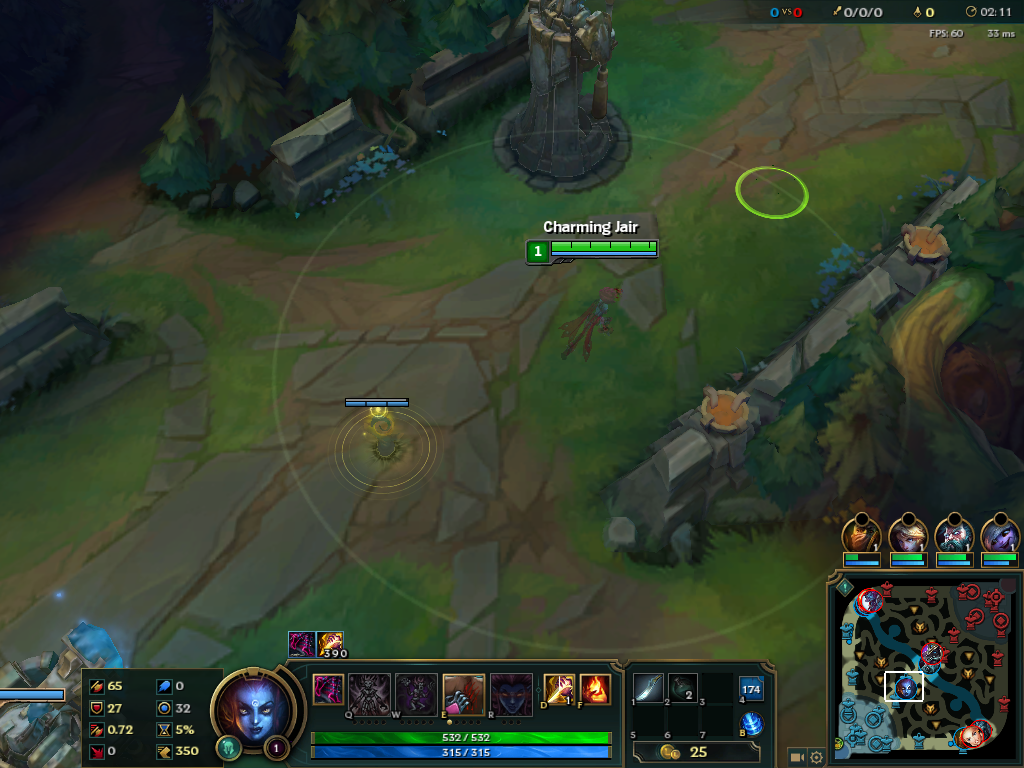 0 vs 0 0/0/0 0 02:11
FPS: 60 33 ms
Charming Jair
1
390
65 0
27 32
0.72 5%
0 350
1
Q W E R D 1 F
532 / 532
315 / 315
1 2 2 3 174 4
5 6 7 B
25